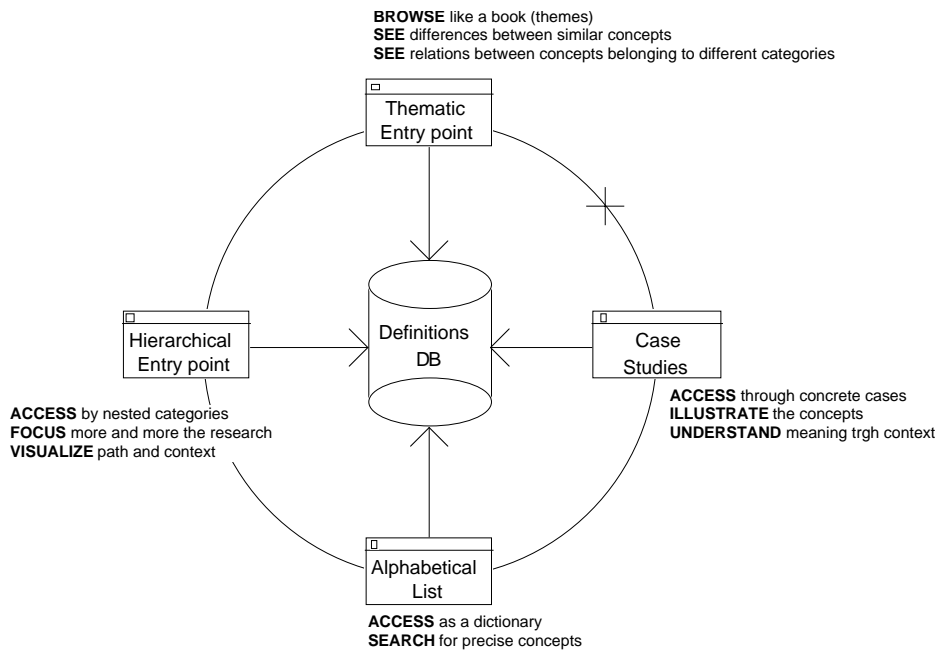 BROWSE like a book (themes)
SEE differences between similar concepts
SEE relations between concepts belonging to different categories
Thematic
Entry point
Hierarchical
Entry point
Definitions
DB
Case
Studies
ACCESS by nested categories
FOCUS more and more the research
VISUALIZE path and context
ACCESS through concrete cases
ILLUSTRATE the concepts
UNDERSTAND meaning trgh context
Alphabetical
List
ACCESS as a dictionary
SEARCH for precise concepts